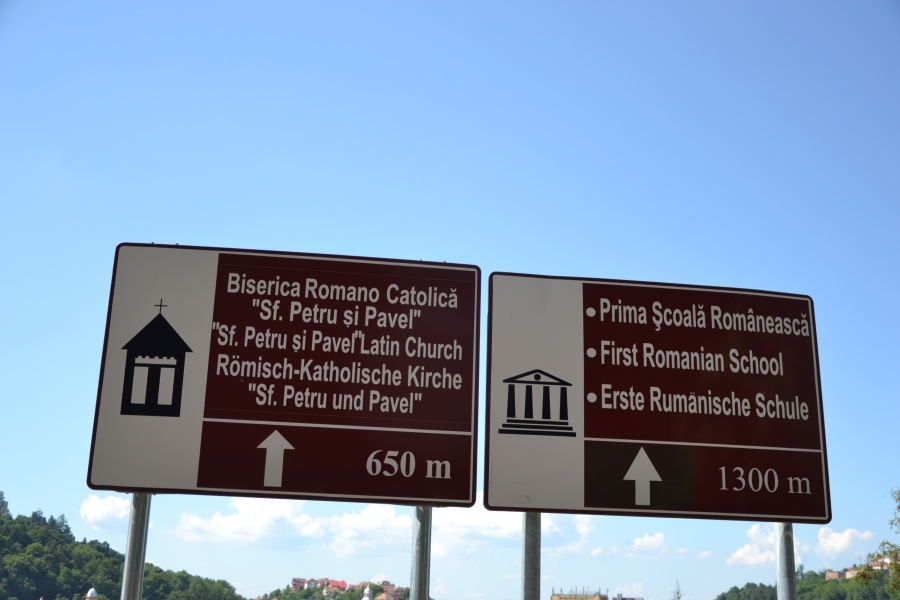 Biserica Romano Catolică
"Sf. Petru și Pavel"
"Sf. Petru și Pavel"Latin Church
Römisch-Katholische Kirche
"Sf. Petru und Pavel"
650 m
• Prima Şcoală Românească
• First Romanian School
• Erste Rumänische Schule
1300 m